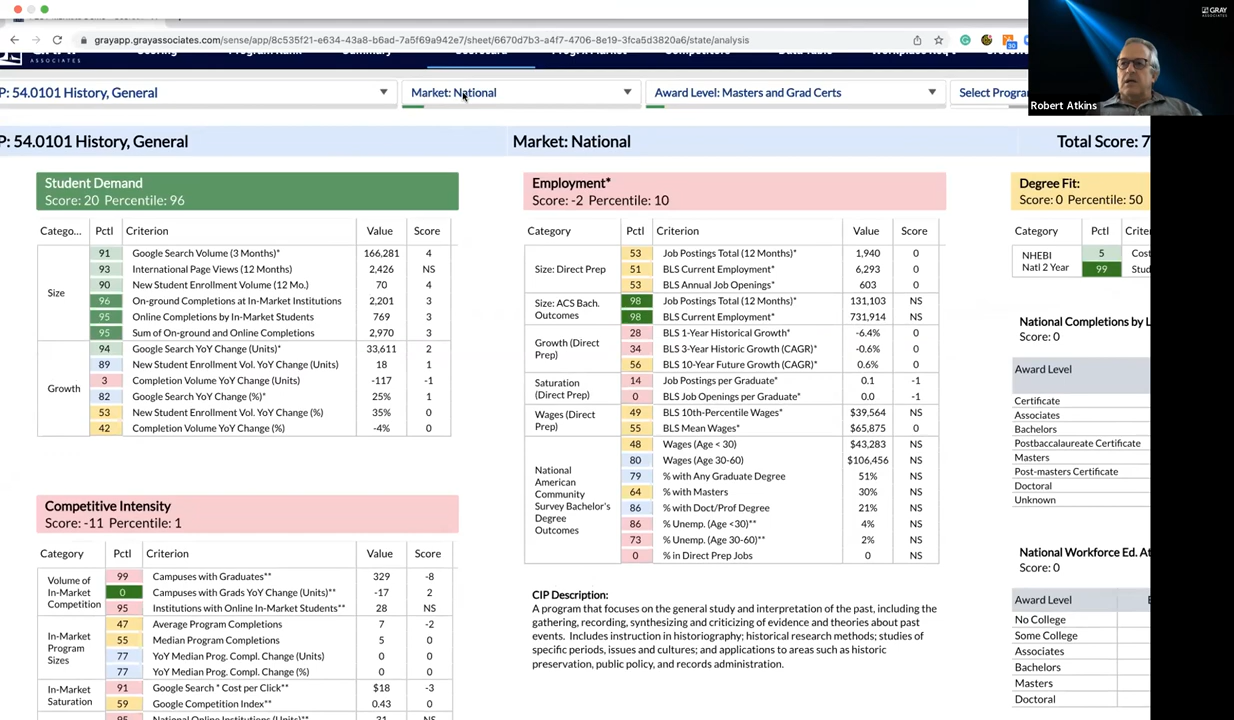 GRAY
ASSOCIATES
grayapp.grayassociates.com/sense/app/8c535f21-e634-43a8-b6ad-7a5f69a942e7/sheet/6670d7b3-a4f7-4706-8e19-3fca5d3820a6/state/analysis
30
ASSOCIATES
Robert Atkins
P: 54.0101 History, General
Market: National
Award Level: Masters and Grad Certs
Select Progra
P: 54.0101 History, General
Market: National
Total Score: 7
Student Demand
Score: 20 Percentile: 96
Catego... Pctl Criterion Value Score
Size
91 Google Search Volume (3 Months)* 166,281 4
93 International Page Views (12 Months) 2,426 NS
90 New Student Enrollment Volume (12 Mo.) 70 4
96 On-ground Completions at In-Market Institutions 2,201 3
95 Online Completions by In-Market Students 769 3
95 Sum of On-ground and Online Completions 2,970 3
Growth
94 Google Search YoY Change (Units)* 33,611 2
89 New Student Enrollment Vol. YoY Change (Units) 18 1
3 Completion Volume YoY Change (Units) -117 -1
82 Google Search YoY Change (%)* 25% 1
53 New Student Enrollment Vol. YoY Change (%) 35% 0
42 Completion Volume YoY Change (%) -4% 0
Competitive Intensity
Score: -11 Percentile: 1
Category Pctl Criterion Value Score
Volume of
In-Market
Competition
99 Campuses with Graduates** 329 -8
0 Campuses with Grads YoY Change (Units)** -17 2
95 Institutions with Online In-Market Students** 28 NS
In-Market
Program
Sizes
47 Average Program Completions 7 -2
55 Median Program Completions 5 0
77 YoY Median Prog. Compl. Change (Units) 0 0
77 YoY Median Prog. Compl. Change (%) 0 0
In-Market
Saturation
91 Google Search * Cost per Click** $18 -3
59 Google Competition Index** 0.43 0
95 National Online Institutions (Units)** 31 NS
Employment*
Score: -2 Percentile: 10
Category Pctl Criterion Value Score
Size: Direct Prep
53 Job Postings Total (12 Months)* 1,940 0
51 BLS Current Employment* 6,293 0
53 BLS Annual Job Openings* 603 0
Size: ACS Bach.
Outcomes
98 Job Postings Total (12 Months)* 131,103 NS
98 BLS Current Employment* 731,914 NS
Growth (Direct
Prep)
28 BLS 1-Year Historical Growth* -6.4% 0
34 BLS 3-Year Historic Growth (CAGR)* -0.6% 0
56 BLS 10-Year Future Growth (CAGR)* 0.6% 0
Saturation
(Direct Prep)
14 Job Postings per Graduate* 0.1 -1
0 BLS Job Openings per Graduate* 0.0 -1
Wages (Direct
Prep)
49 BLS 10th-Percentile Wages* $39,564 NS
55 BLS Mean Wages* $65,875 0
National
American
Community
Survey Bachelor's
Degree
Outcomes
48 Wages (Age < 30) $43,283 NS
80 Wages (Age 30-60) $106,456 NS
79 % with Any Graduate Degree 51% NS
64 % with Masters 30% NS
86 % with Doct/Prof Degree 21% NS
86 % Unemp. (Age <30)** 4% NS
73 % Unemp. (Age 30-60)** 2% NS
0 % in Direct Prep Jobs 0 NS
CIP Description:
A program that focuses on the general study and interpretation of the past, including the
gathering, recording, synthesizing and criticizing of evidence and theories about past
events. Includes instruction in historiography; historical research methods; studies of
specific periods, issues and cultures; and applications to areas such as historic
preservation, public policy, and records administration.
Degree Fit:
Score: 0 Percentile: 50
Category Pctl Crite
NHEBI
Natl 2 Year
5 Cost
99 Stud
National Completions by L
Score: 0
Award Level
Certificate
Associates
Bachelors
Postbaccalaureate Certificate
Masters
Post-masters Certificate
Doctoral
Unknown
National Workforce Ed. At
Score: 0
Award Level
No College
Some College
Associates
Bachelors
Masters
Doctoral